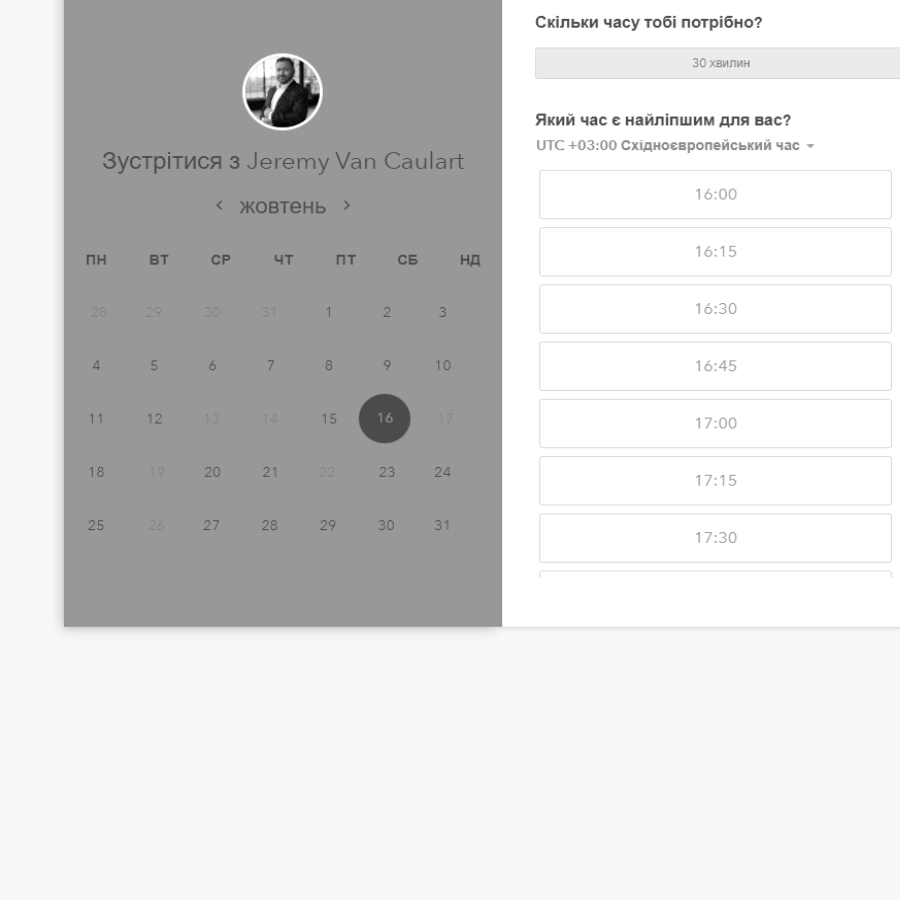 Зустрітися з Jeremy Van Caulart
жовтень
ПН ВТ СР ЧТ ПТ СБ НД
28 29 30 31 1 2 3
4 5 6 7 8 9 10
11 12 13 14 15 16 17
18 19 20 21 22 23 24
25 26 27 28 29 30 31
Скільки часу тобі потрібно?
30 хвилин
Який час є найліпшим для вас?
UTC +03:00 Східноєвропейський час
16:00
16:15
16:30
16:45
17:00
17:15
17:30